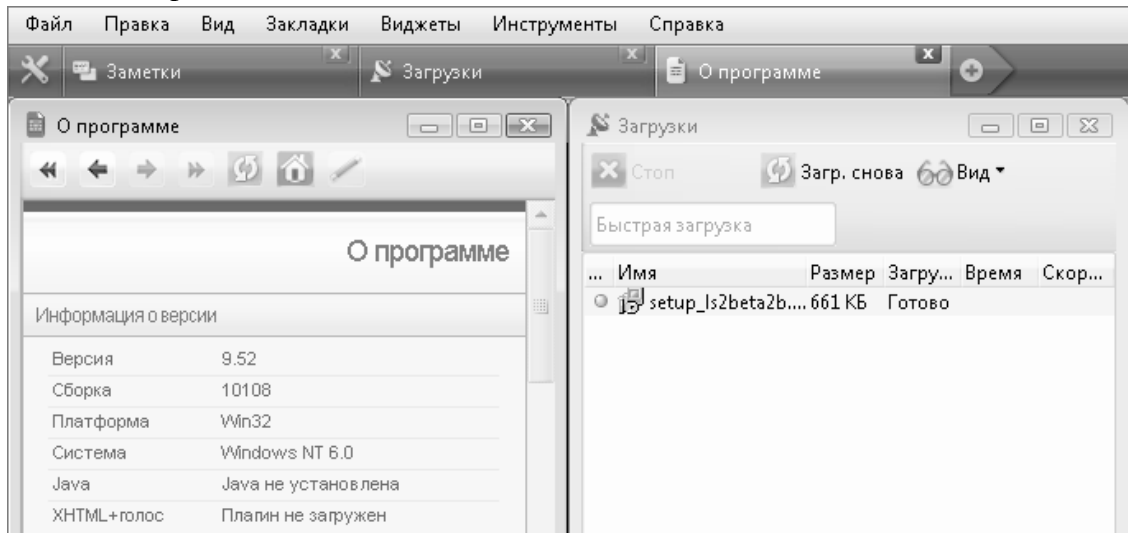 Файл Правка Вид Закладки Виджеты Инструменты Справка
Заметки Загрузки О программе
О программе
О программе
Информация о версии
Версия 9.52
Сборка 10108
Платформа Win32
Система Windows NT 6.0
Java Java не установлена
XHTML+голос Плагин не загружен
Загрузки
Стоп Загр. снова Вид
Быстрая загрузка
... Имя Размер Загру... Время Скор...
setup_ls2beta2b.... 661 КБ Готово